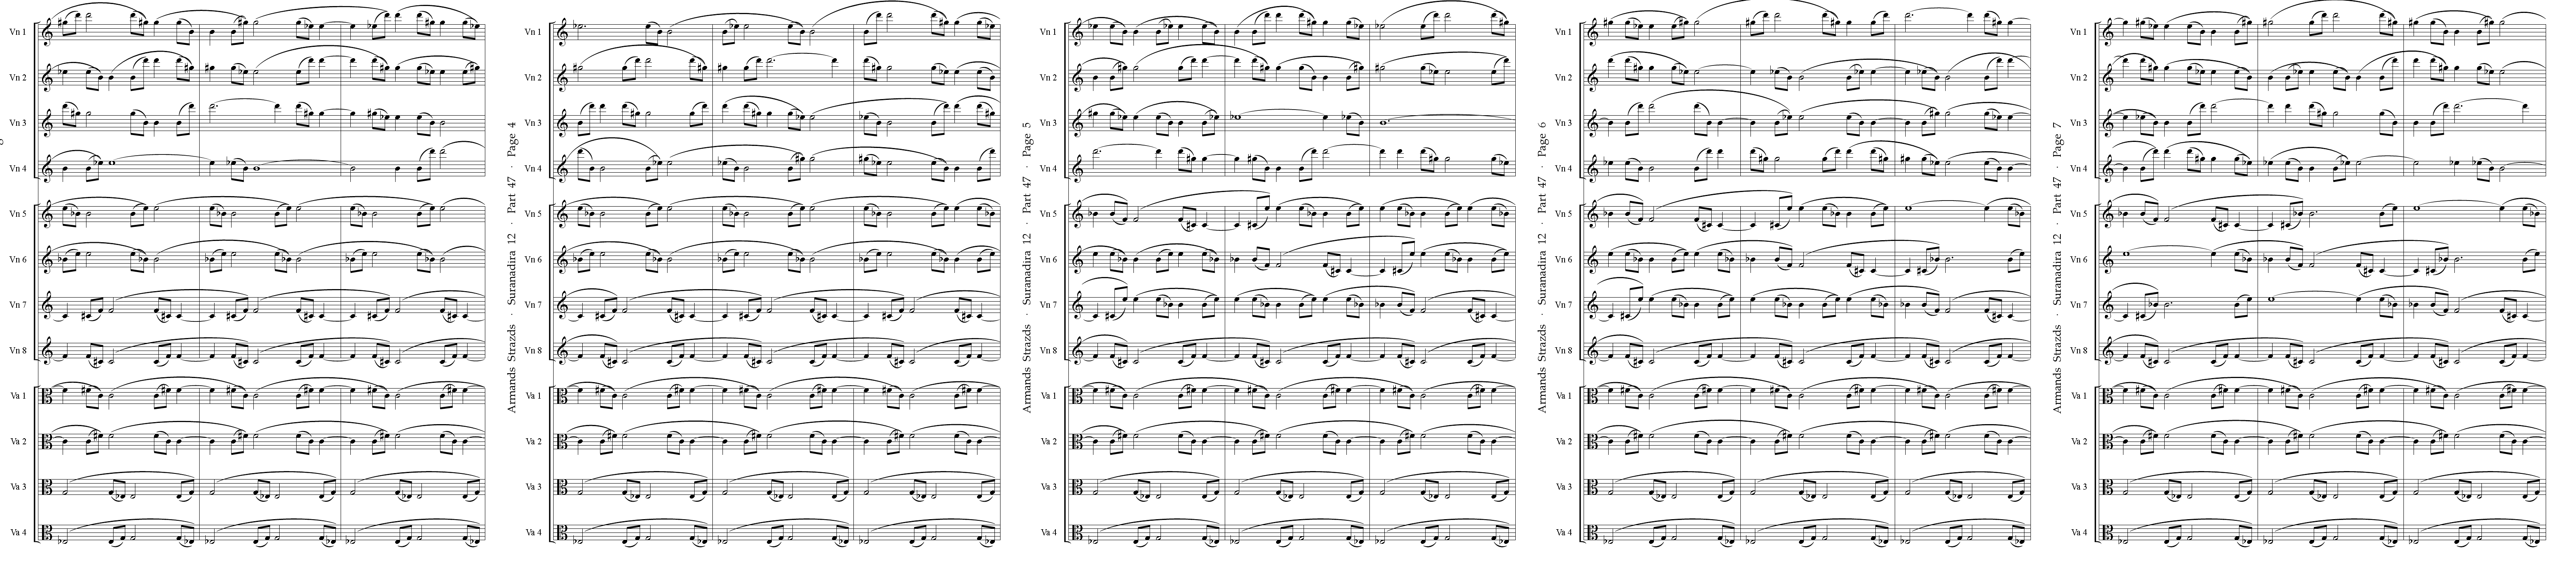 Vn 1
Vn 2
Vn 3
Vn 4
Vn 5
Vn 6
Vn 7
Vn 8
Va 1
Va 2
Va 3
Va 4
Armands Strazds · Suranadira 12 · Part 47 · Page 4
Vn 1
Vn 2
Vn 3
Vn 4
Vn 5
Vn 6
Vn 7
Vn 8
Va 1
Va 2
Va 3
Va 4
Armands Strazds · Suranadira 12 · Part 47 · Page 5
Vn 1
Vn 2
Vn 3
Vn 4
Vn 5
Vn 6
Vn 7
Vn 8
Va 1
Va 2
Va 3
Va 4
Armands Strazds · Suranadira 12 · Part 47 · Page 6
Vn 1
Vn 2
Vn 3
Vn 4
Vn 5
Vn 6
Vn 7
Vn 8
Va 1
Va 2
Va 3
Va 4
Armands Strazds · Suranadira 12 · Part 47 · Page 7
Vn 1
Vn 2
Vn 3
Vn 4
Vn 5
Vn 6
Vn 7
Vn 8
Va 1
Va 2
Va 3
Va 4